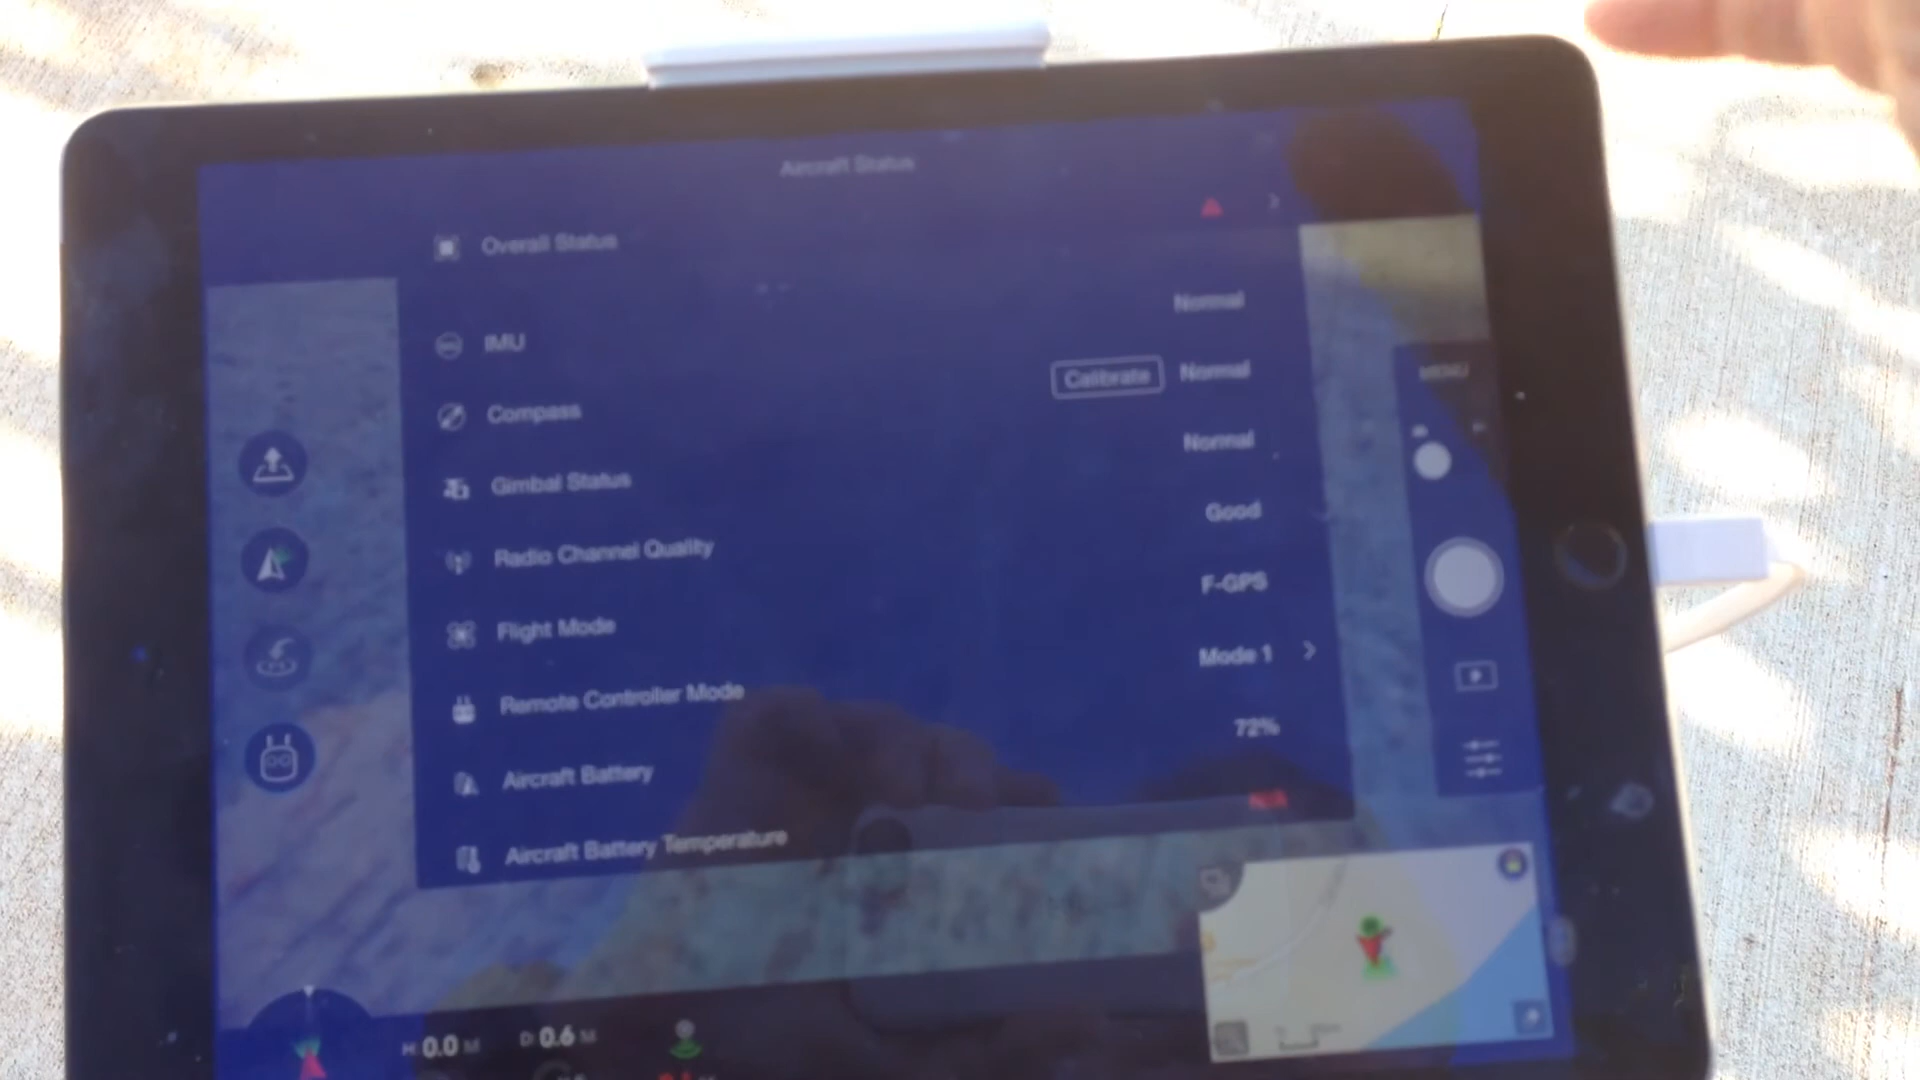 Aircraft Status
Overall Status
IMU Normal
Compass Calibrate Normal
Gimbal Status Normal
Radio Channel Quality Good
Flight Mode F-GPS
Remote Controller Mode Mode 1
Aircraft Battery 72%
Aircraft Battery Temperature N/A
MENU
H: 0.0 M D: 0.6 M